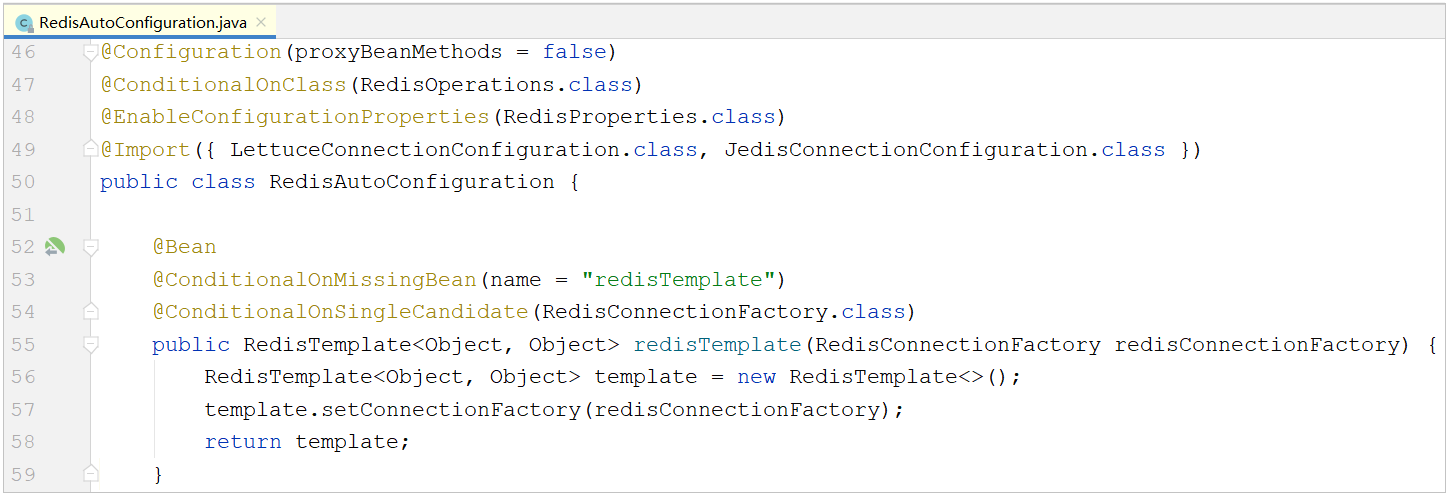 RedisAutoConfiguration.java
46 @Configuration(proxyBeanMethods = false)
47 @ConditionalOnClass(RedisOperations.class)
48 @EnableConfigurationProperties(RedisProperties.class)
49 @Import({ LettuceConnectionConfiguration.class, JedisConnectionConfiguration.class })
50 public class RedisAutoConfiguration {
51
52     @Bean
53     @ConditionalOnMissingBean(name = "redisTemplate")
54     @ConditionalOnSingleCandidate(RedisConnectionFactory.class)
55     public RedisTemplate<Object, Object> redisTemplate(RedisConnectionFactory redisConnectionFactory) {
56         RedisTemplate<Object, Object> template = new RedisTemplate<>();
57         template.setConnectionFactory(redisConnectionFactory);
58         return template;
59     }